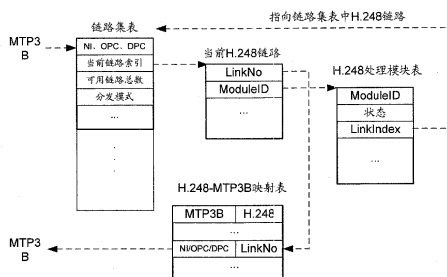 指向链路集表中H.248链路
链路集表
MTP3
B
NI、OPC、DPC
当前链路索引
可用链路总数
分发模式
...
当前H.248链路
LinkNo
ModuleID
...
H.248处理模块表
ModuleID
状态
LinkIndex
...
H.248-MTP3B映射表
MTP3B H.248
...
NI/OPC/DPC LinkNo
...
MTP3
B